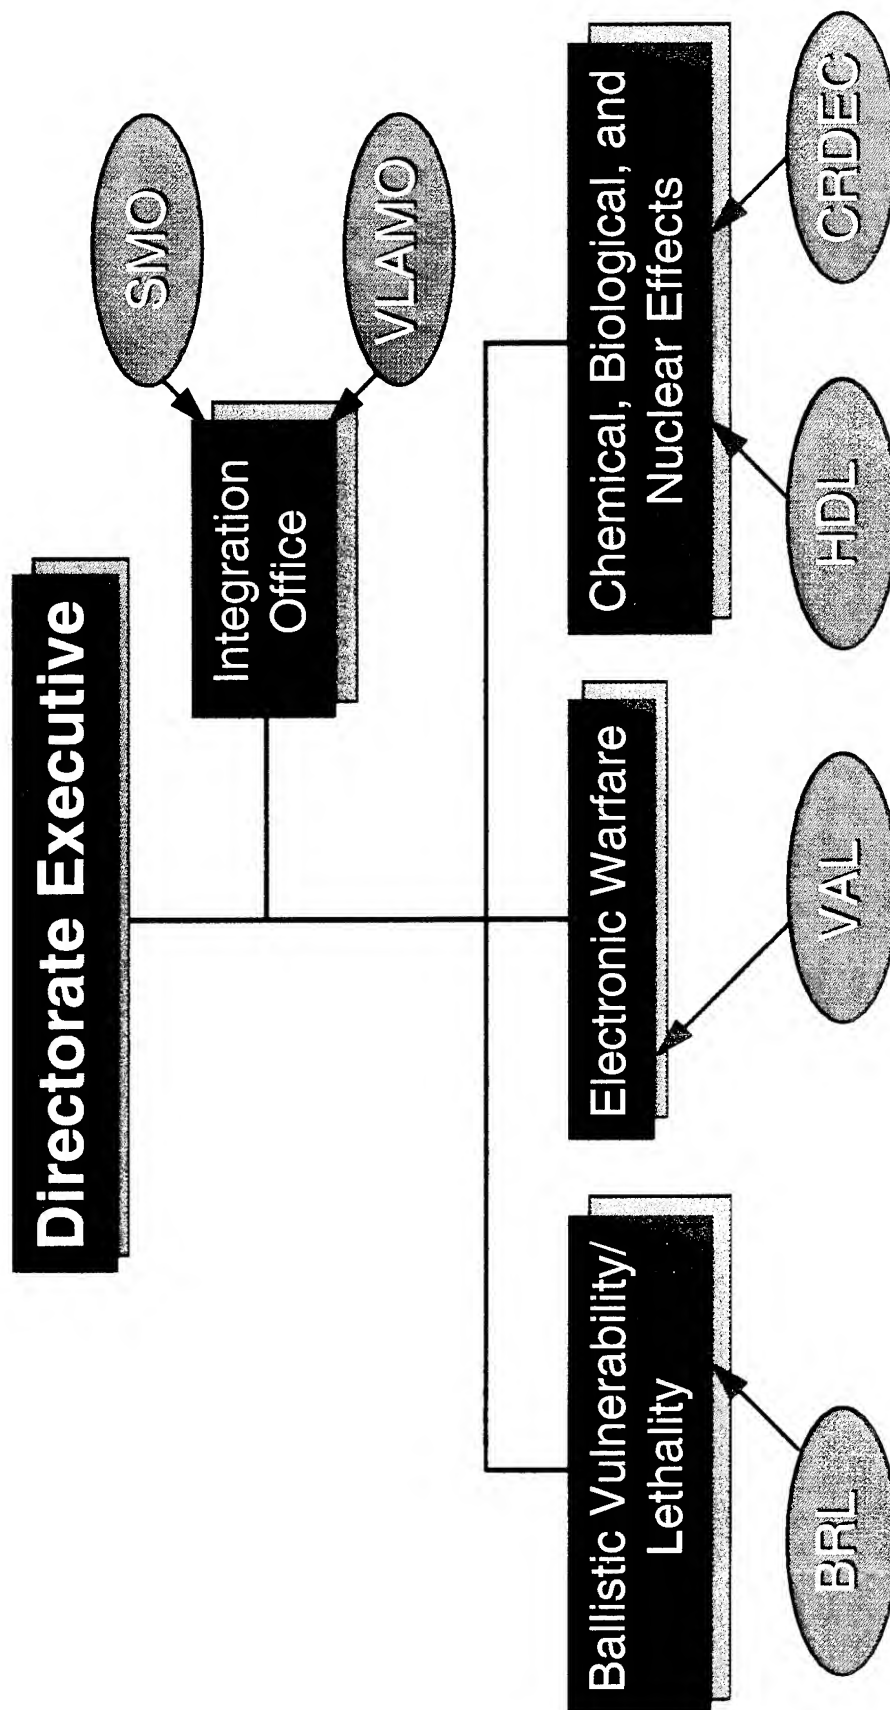 Directorate Executive
Integration
Office
SMO
VLAMO
Ballistic Vulnerability/
Lethality
Electronic Warfare
Chemical, Biological, and
Nuclear Effects
BRL
VAL
HDL
CRDEC